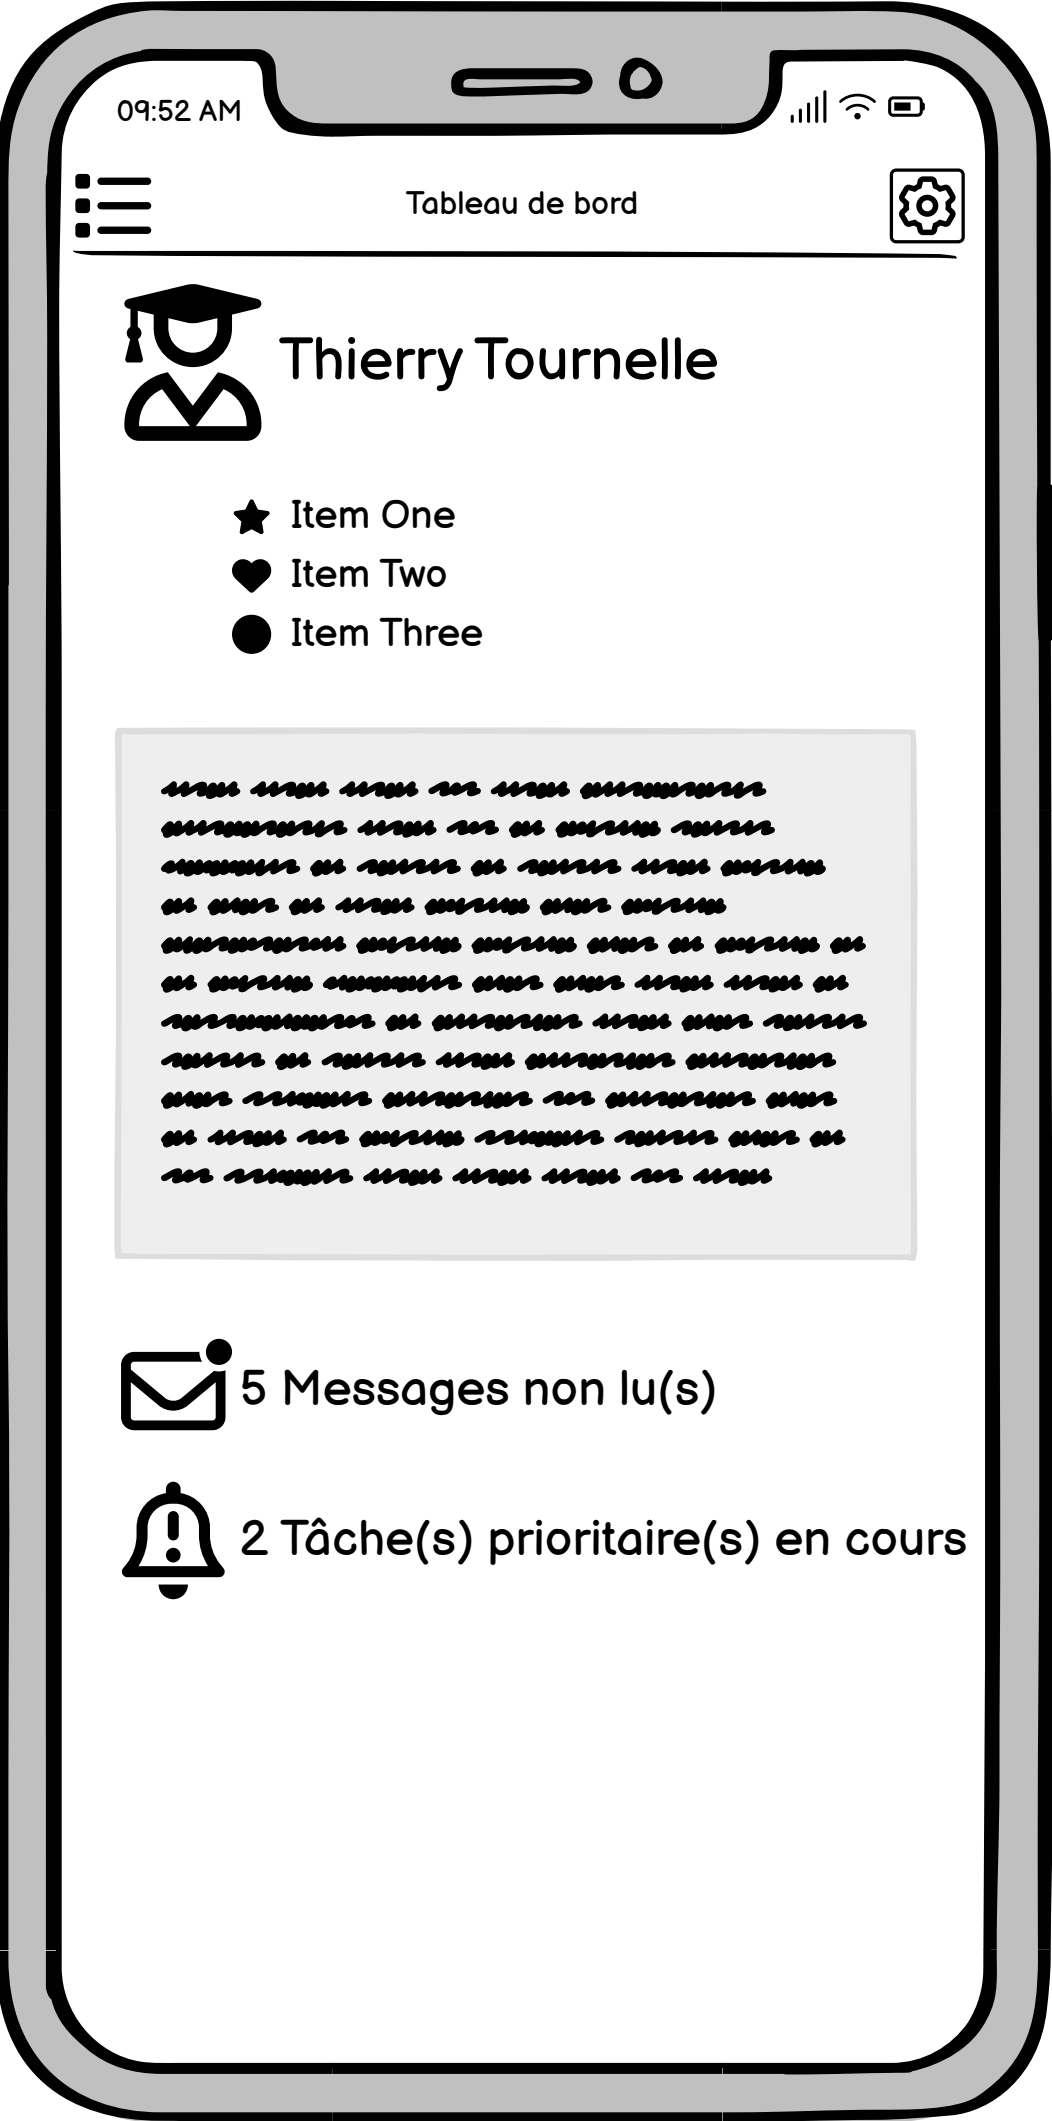 09:52 AM
Tableau de bord
Thierry Tournelle
Item One
Item Two
Item Three
5 Messages non lu(s)
2 Tâche(s) prioritaire(s) en cours